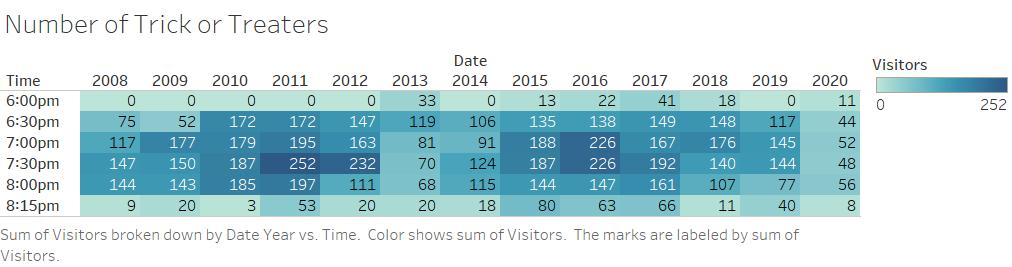 Number of Trick or Treaters
Date
Time 2008 2009 2010 2011 2012 2013 2014 2015 2016 2017 2018 2019 2020
6:00pm 0 0 0 0 0 33 0 13 22 41 18 0 11
6:30pm 75 52 172 172 147 119 106 135 138 149 148 117 44
7:00pm 117 177 179 195 163 81 91 188 226 167 176 145 52
7:30pm 147 150 187 252 232 70 124 187 226 192 140 144 48
8:00pm 144 143 185 197 111 68 115 144 147 161 107 77 56
8:15pm 9 20 3 53 20 20 18 80 63 66 11 40 8
Visitors
0 252
Sum of Visitors broken down by Date Year vs. Time. Color shows sum of Visitors. The marks are labeled by sum of
Visitors.